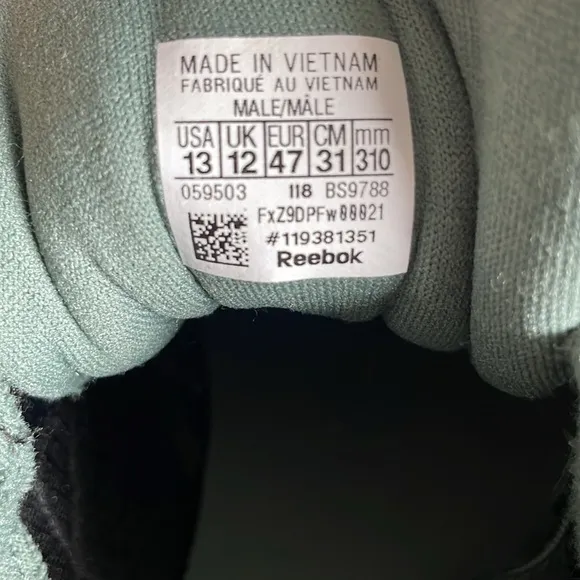 MADE IN VIETNAM
FABRIQUÉ AU VIETNAM
MALE/MÂLE
USA UK EUR CM mm
13 12 47 31 310
059503 118 BS9788
FxZ9DPFw00021
#119381351
Reebok